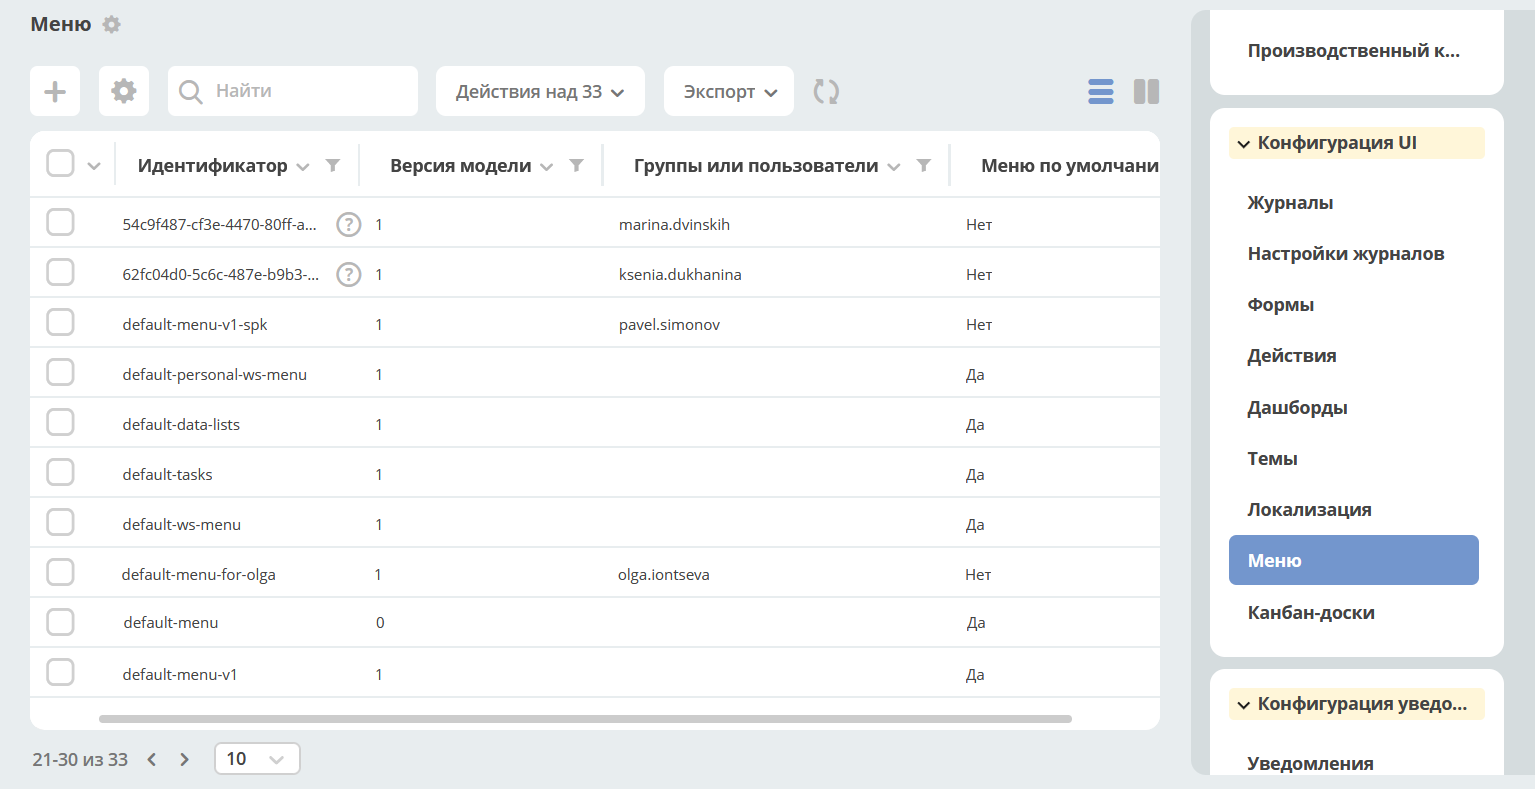 Меню
Найти
Действия над 33
Экспорт
Идентификатор
Версия модели
Группы или пользователи
Меню по умолчани
54c9f487-cf3e-4470-80ff-a... ? 1 marina.dvinskih Нет
62fc04d0-5c6c-487e-b9b3-... ? 1 ksenia.dukhanina Нет
default-menu-v1-spk 1 pavel.simonov Нет
default-personal-ws-menu 1 Да
default-data-lists 1 Да
default-tasks 1 Да
default-ws-menu 1 Да
default-menu-for-olga 1 olga.iontseva Нет
default-menu 0 Да
default-menu-v1 1 Да
21-30 из 33
10
Производственный к...
Конфигурация UI
Журналы
Настройки журналов
Формы
Действия
Дашборды
Темы
Локализация
Меню
Канбан-доски
Конфигурация уведо...
Уведомления